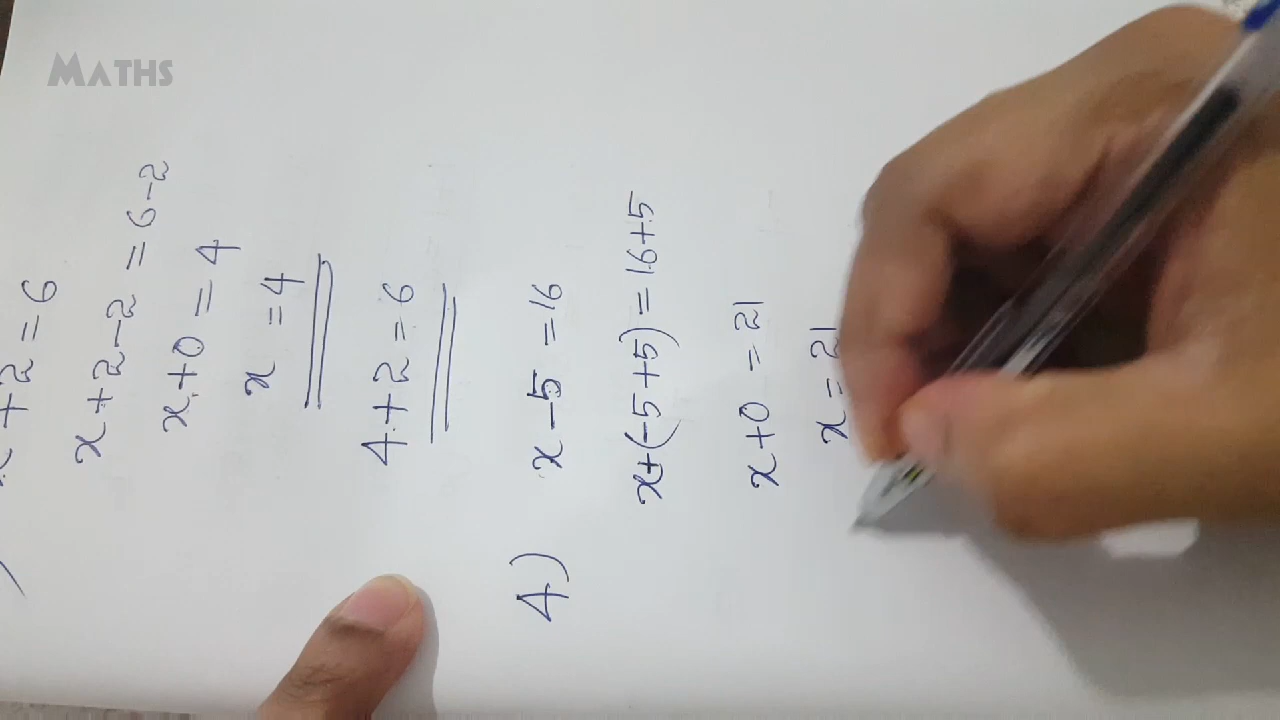 MATHS
x+2=6
x+2-2=6-2
x+0=4
x=4
4+2=6
4) x-5=16
x+(-5+5)=16+5
x+0=21
x=21